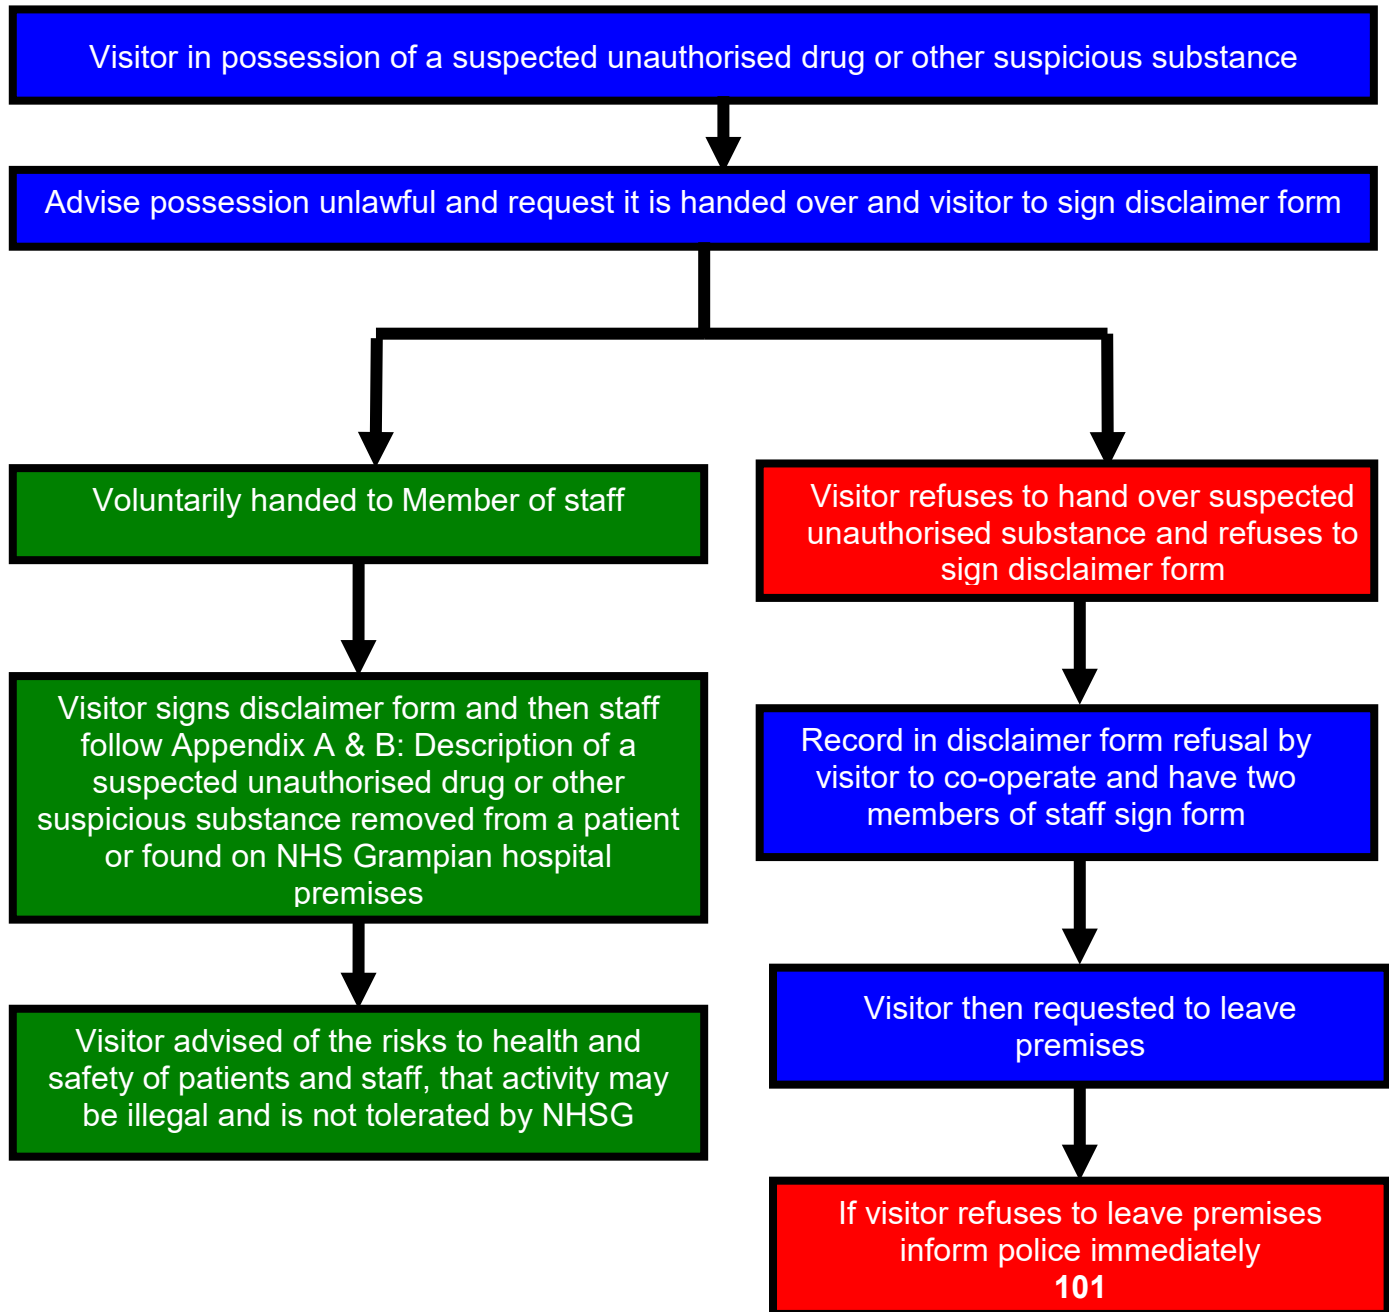 Visitor in possession of a suspected unauthorised drug or other suspicious substance
Advise possession unlawful and request it is handed over and visitor to sign disclaimer form
Voluntarily handed to Member of staff
Visitor signs disclaimer form and then staff
follow Appendix A & B: Description of a
suspected unauthorised drug or other
suspicious substance removed from a patient
or found on NHS Grampian hospital
premises
Visitor advised of the risks to health and
safety of patients and staff, that activity may
be illegal and is not tolerated by NHSG
Visitor refuses to hand over suspected
unauthorised substance and refuses to
sign disclaimer form
Record in disclaimer form refusal by
visitor to co-operate and have two
members of staff sign form
Visitor then requested to leave
premises
If visitor refuses to leave premises
inform police immediately
101